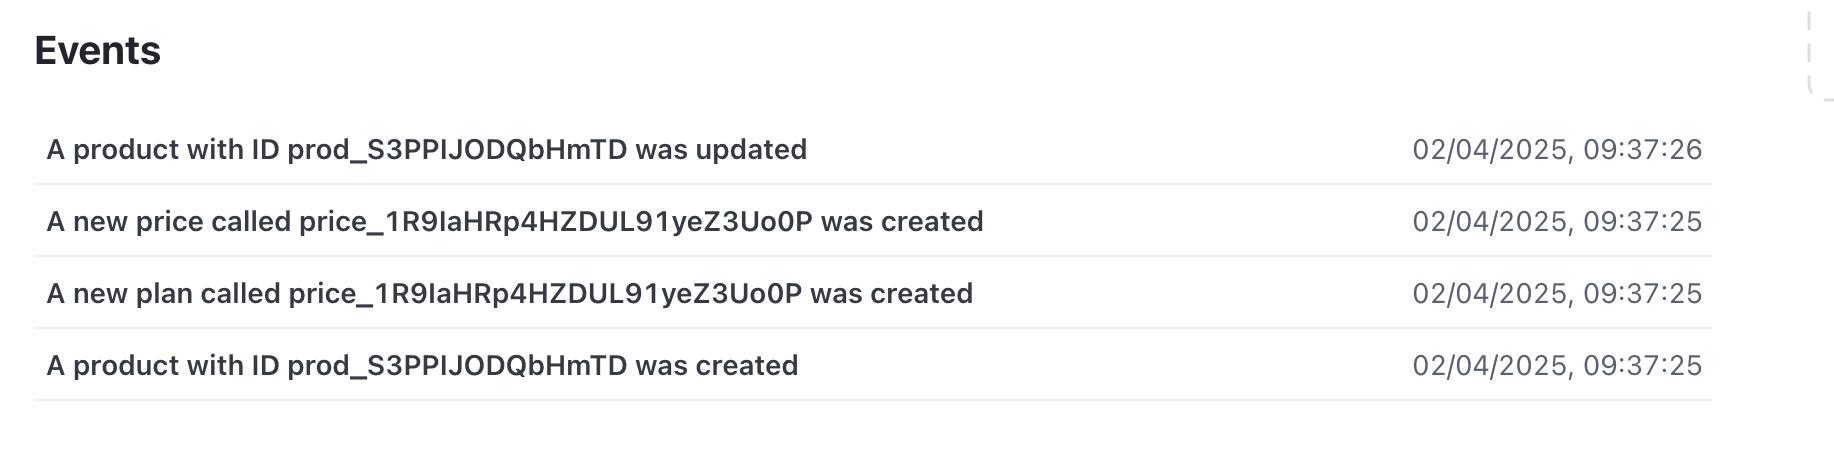 Events
A product with ID prod_S3PPIJODQbHmTD was updated 02/04/2025, 09:37:26
A new price called price_1R9IaHRp4HZDUL91yeZ3Uo0P was created 02/04/2025, 09:37:25
A new plan called price_1R9IaHRp4HZDUL91yeZ3Uo0P was created 02/04/2025, 09:37:25
A product with ID prod_S3PPIJODQbHmTD was created 02/04/2025, 09:37:25